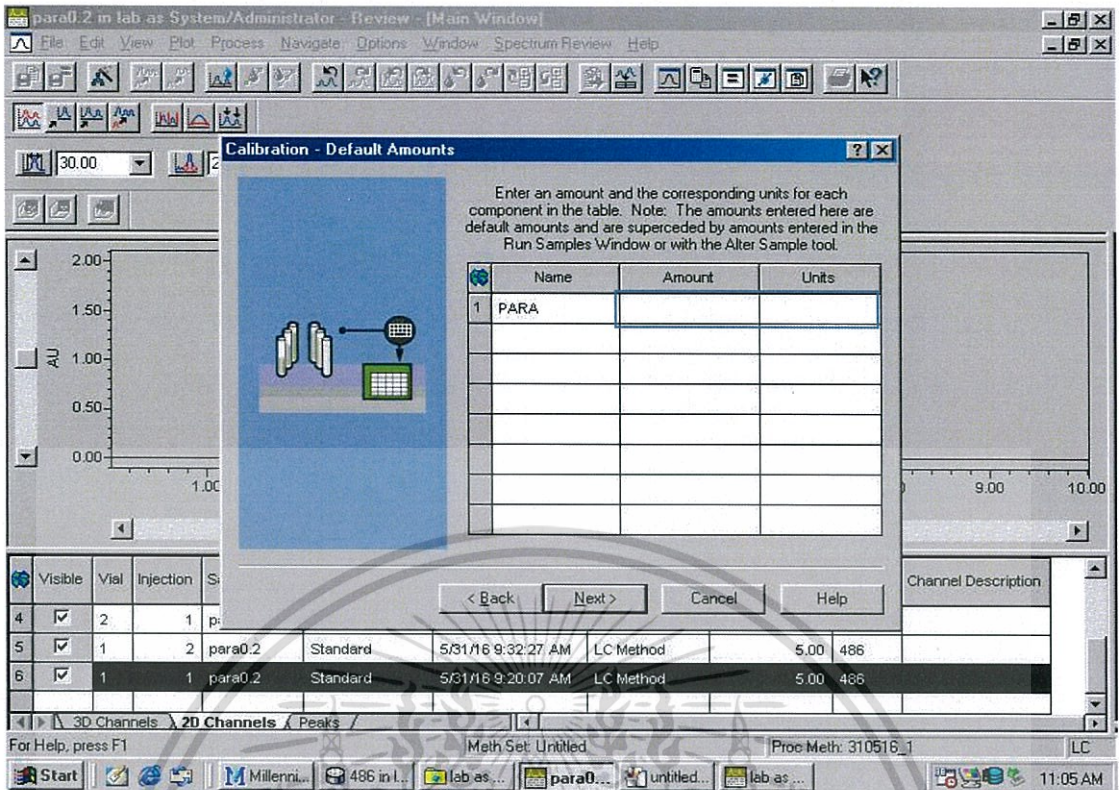 para0.2 in lab as System/Administrator - Review - [Main Window]
File Edit View Plot Process Navigate Options Window Spectrum Review Help
30.00
Calibration - Default Amounts
Enter an amount and the corresponding units for each
component in the table. Note: The amounts entered here are
default amounts and are superceded by amounts entered in the
Run Samples Window or with the Alter Sample tool.
Name Amount Units
1 PARA
AU
2.00
1.50
1.00
0.50
0.00
9.00 10.00
< Back Next > Cancel Help
Visible Vial Injection Channel Description
4 2 1
5 1 2 para0.2 Standard 5/31/16 9:32:27 AM LC Method 5.00 486
6 1 1 para0.2 Standard 5/31/16 9:20:07 AM LC Method 5.00 486
3D Channels 2D Channels Peaks
For Help, press F1 Meth Set: Untitled Proc Meth: 310516_1 LC
Start Millenni... 486 in l... lab as ... para0... untitled... lab as ... 11:05 AM